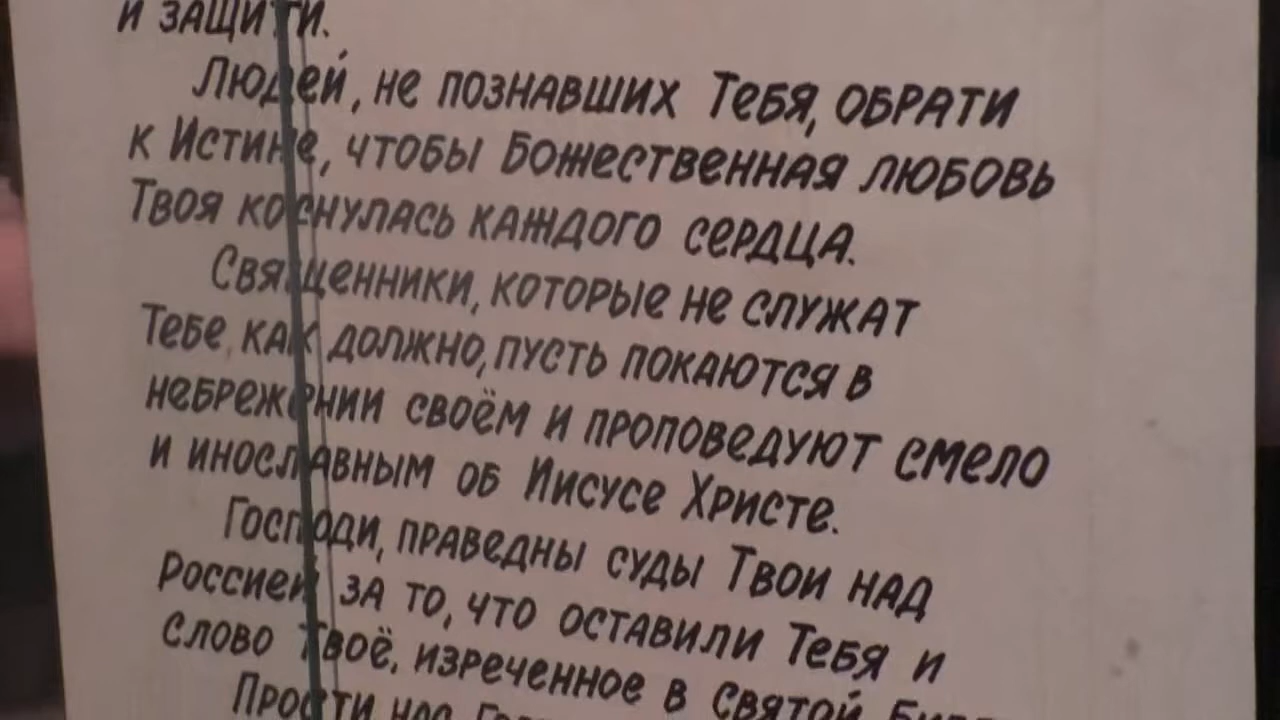 и защити.
Людей, не познавших Тебя, обрати
к Истине, чтобы Божественная любовь
Твоя коснулась каждого сердца.
Священники, которые не служат
Тебе как должно, пусть покаются в
небрежении своём и проповедуют смело
и инославным об Иисусе Христе.
Господи, праведны суды Твои над
Россией за то, что оставили Тебя и
слово Твоё, изреченное в святой
Прости нас